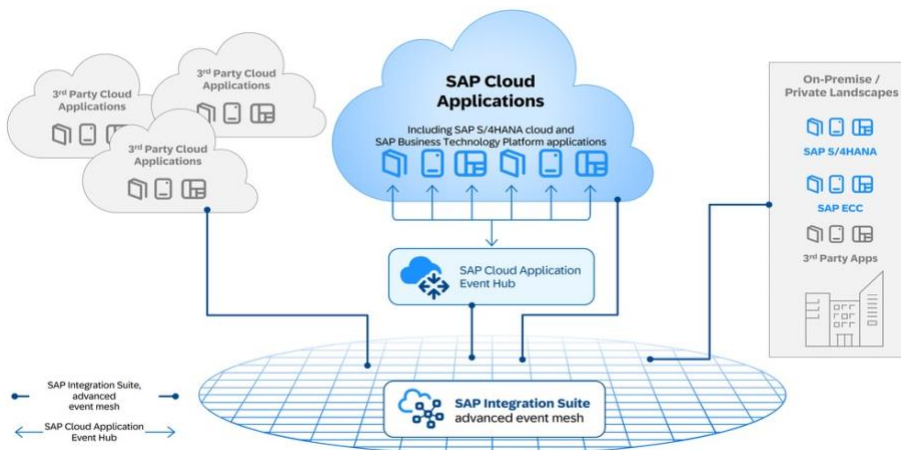 3rd Party Cloud
Applications
3rd Party Cloud
Applications
3rd Party Cloud
Applications
SAP Cloud
Applications
Including SAP S/4HANA cloud and
SAP Business Technology Platform applications
On-Premise /
Private Landscapes
SAP S/4HANA
SAP ECC
3rd Party Apps
SAP Cloud Application
Event Hub
SAP Integration Suite
advanced event mesh
SAP Integration Suite,
advanced
event mesh
SAP Cloud Application
Event Hub